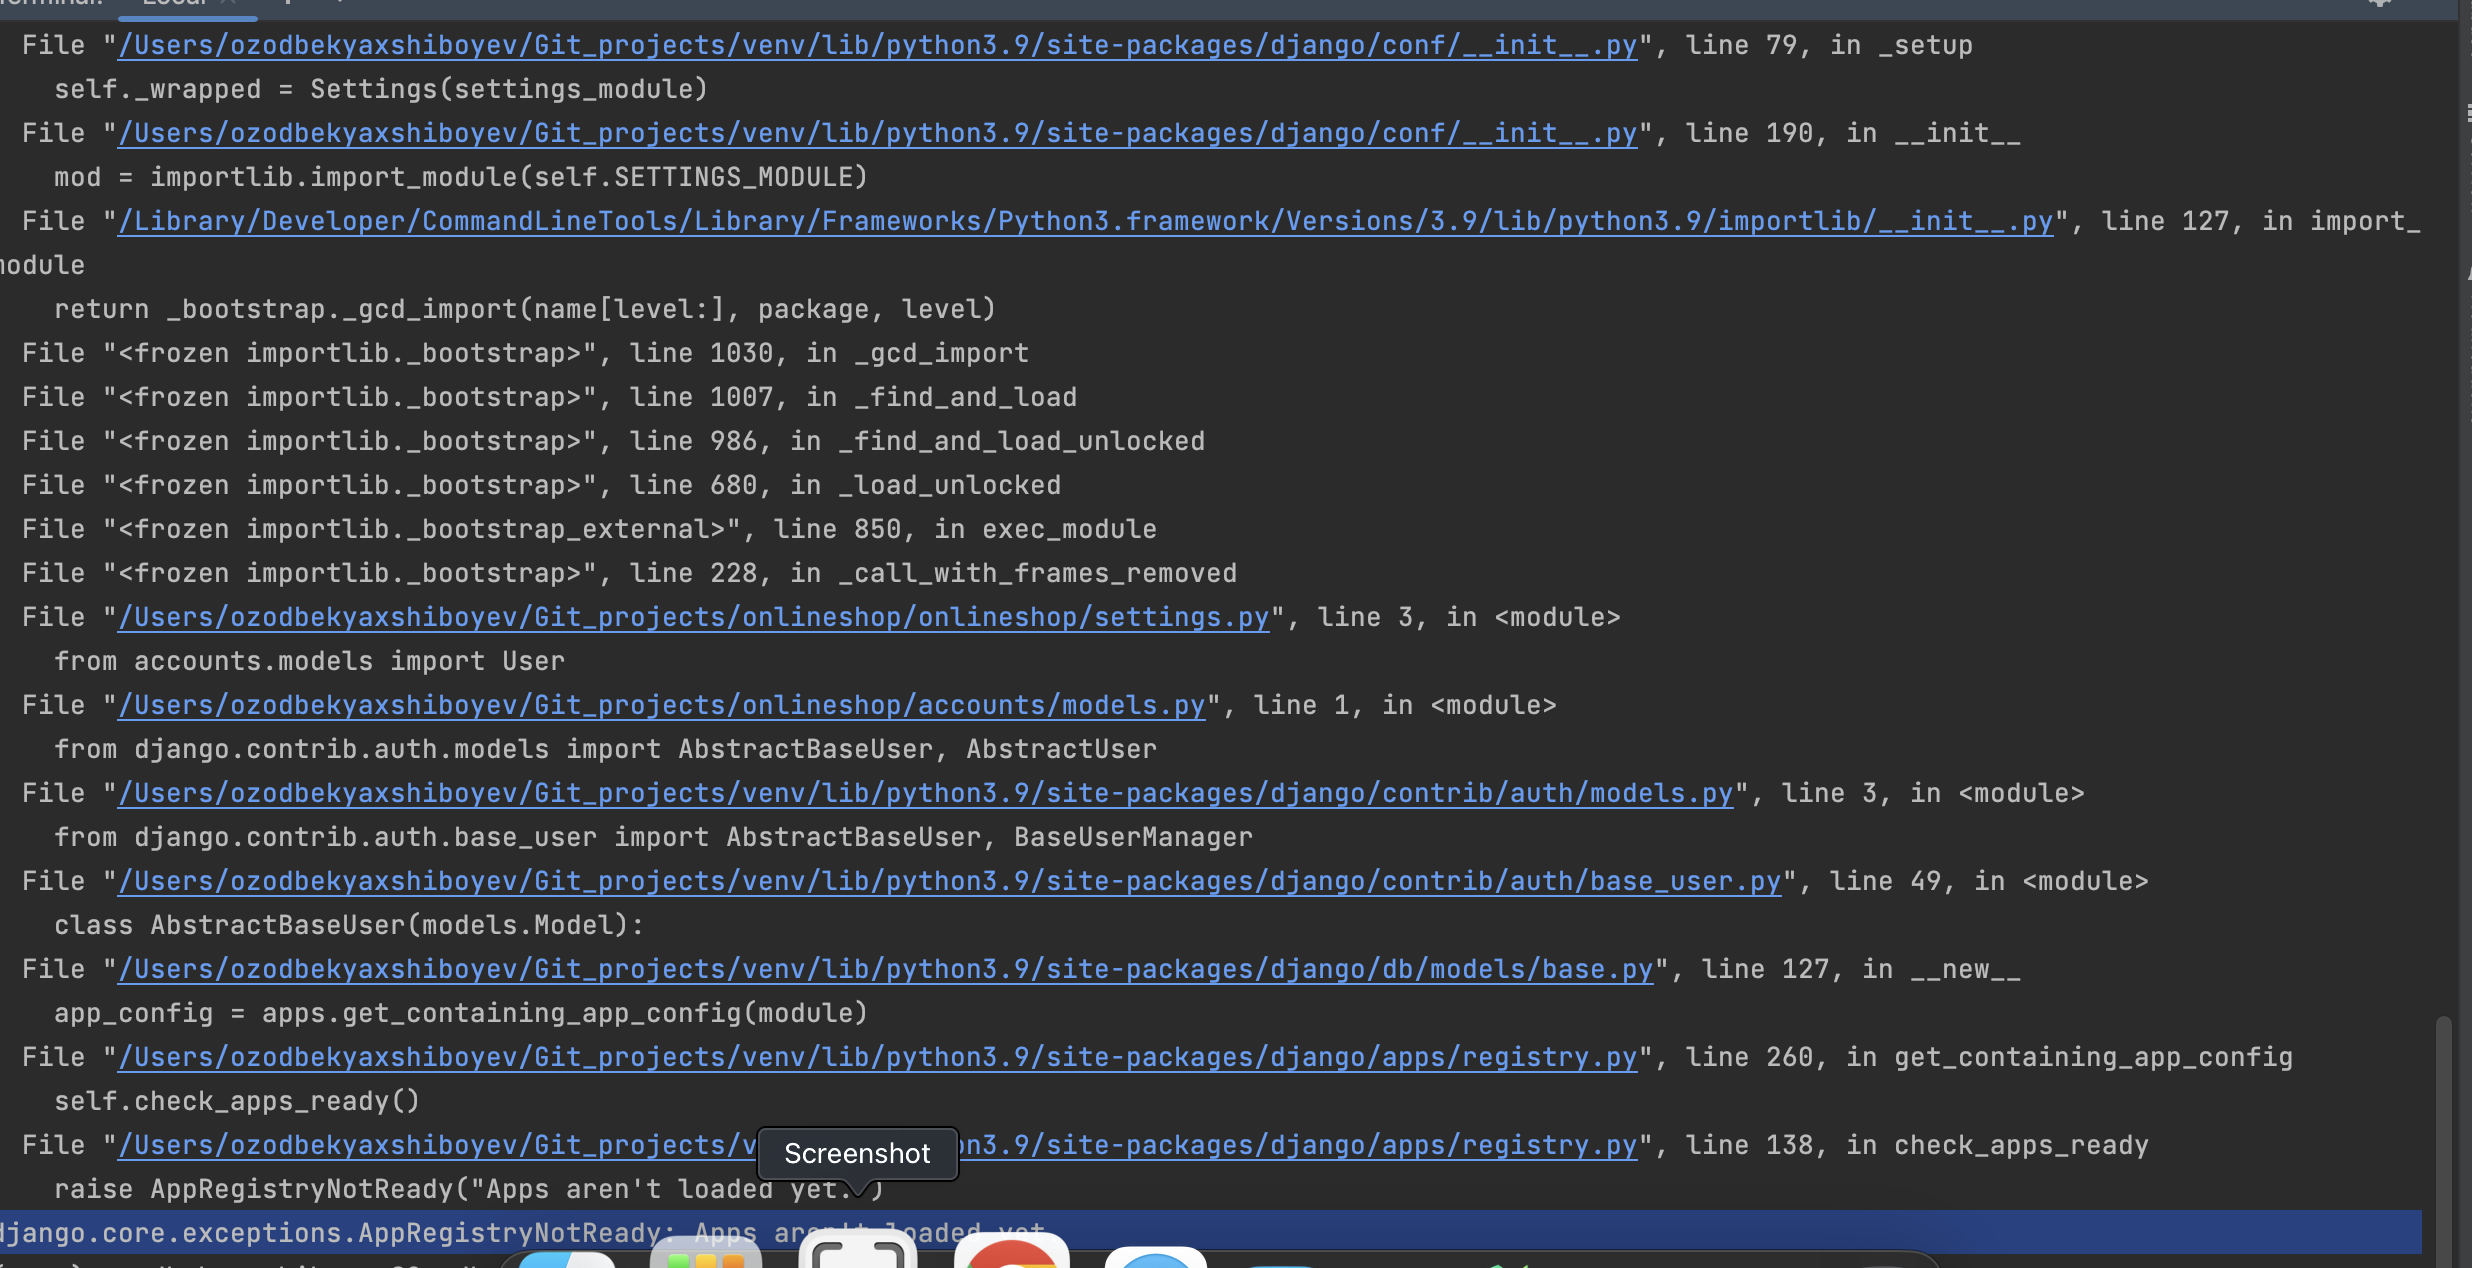 Local
File "/Users/ozodbekyaxshiboyev/Git_projects/venv/lib/python3.9/site-packages/django/conf/__init__.py", line 79, in _setup
self._wrapped = Settings(settings_module)
File "/Users/ozodbekyaxshiboyev/Git_projects/venv/lib/python3.9/site-packages/django/conf/__init__.py", line 190, in __init__
mod = importlib.import_module(self.SETTINGS_MODULE)
File "/Library/Developer/CommandLineTools/Library/Frameworks/Python3.framework/Versions/3.9/lib/python3.9/importlib/__init__.py", line 127, in import_
module
return _bootstrap._gcd_import(name[level:], package, level)
File "<frozen importlib._bootstrap>", line 1030, in _gcd_import
File "<frozen importlib._bootstrap>", line 1007, in _find_and_load
File "<frozen importlib._bootstrap>", line 986, in _find_and_load_unlocked
File "<frozen importlib._bootstrap>", line 680, in _load_unlocked
File "<frozen importlib._bootstrap_external>", line 850, in exec_module
File "<frozen importlib._bootstrap>", line 228, in _call_with_frames_removed
File "/Users/ozodbekyaxshiboyev/Git_projects/onlineshop/onlineshop/settings.py", line 3, in <module>
from accounts.models import User
File "/Users/ozodbekyaxshiboyev/Git_projects/onlineshop/accounts/models.py", line 1, in <module>
from django.contrib.auth.models import AbstractBaseUser, AbstractUser
File "/Users/ozodbekyaxshiboyev/Git_projects/venv/lib/python3.9/site-packages/django/contrib/auth/models.py", line 3, in <module>
from django.contrib.auth.base_user import AbstractBaseUser, BaseUserManager
File "/Users/ozodbekyaxshiboyev/Git_projects/venv/lib/python3.9/site-packages/django/contrib/auth/base_user.py", line 49, in <module>
class AbstractBaseUser(models.Model):
File "/Users/ozodbekyaxshiboyev/Git_projects/venv/lib/python3.9/site-packages/django/db/models/base.py", line 127, in __new__
app_config = apps.get_containing_app_config(module)
File "/Users/ozodbekyaxshiboyev/Git_projects/venv/lib/python3.9/site-packages/django/apps/registry.py", line 260, in get_containing_app_config
self.check_apps_ready()
File "/Users/ozodbekyaxshiboyev/Git_projects/v on3.9/site-packages/django/apps/registry.py", line 138, in check_apps_ready
Screenshot
raise AppRegistryNotReady("Apps aren't loaded yet.")
django.core.exceptions.AppRegistryNotReady: Apps aren't loaded yet